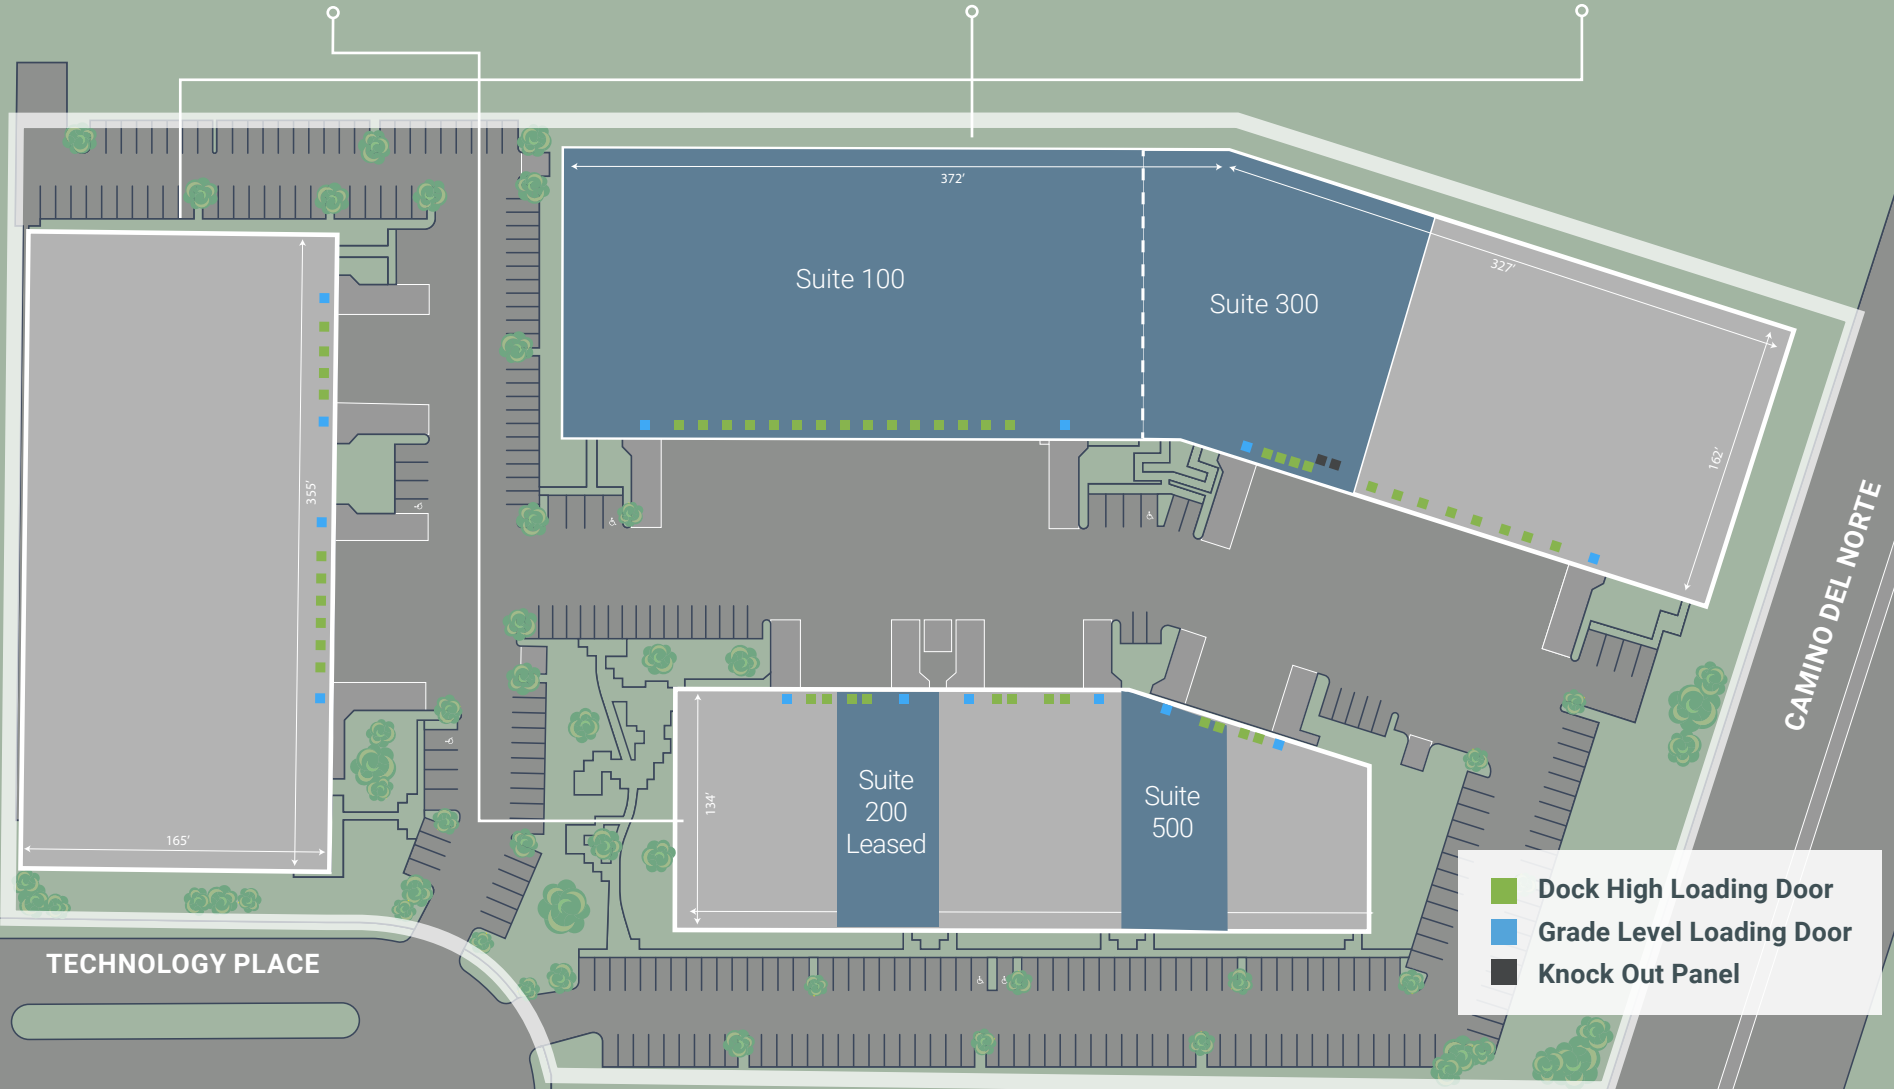 372’
327’
Suite 100
Suite 300
162’
355’
165’
134’
Suite
200
Leased
Suite
500
CAMINO DEL NORTE
TECHNOLOGY PLACE
Dock High Loading Door
Grade Level Loading Door
Knock Out Panel